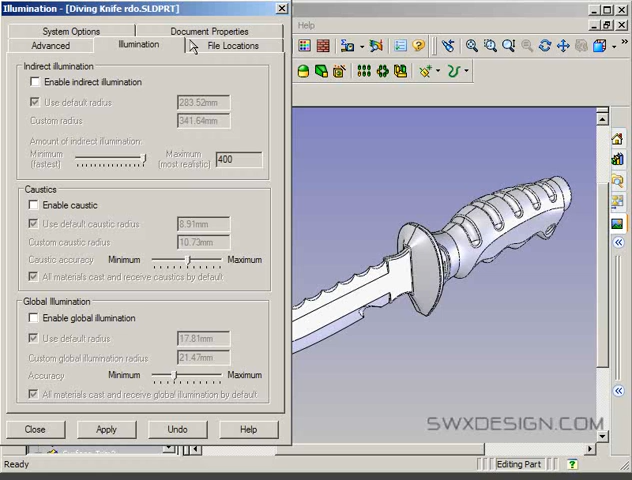 Illumination - [Diving Knife rdo.SLDPRT]
Help
System Options
Document Properties
Advanced
Illumination
File Locations
Indirect illumination
Enable indirect illumination
Use default radius
283.52mm
Custom radius
341.64mm
Amount of indirect illumination:
Minimum
(fastest)
Maximum
(most realistic)
400
Caustics
Enable caustic
Use default caustic radius
8.91mm
Custom caustic radius
10.73mm
Caustic accuracy
Minimum
Maximum
All materials cast and receive caustics by default
Global Illumination
Enable global illumination
Use default radius
17.81mm
Custom global illumination radius
21.47mm
Accuracy
Minimum
Maximum
All materials cast and receive global illumination by default
Close
Apply
Undo
Help
SWXDESIGN.COM
Ready
Editing Part